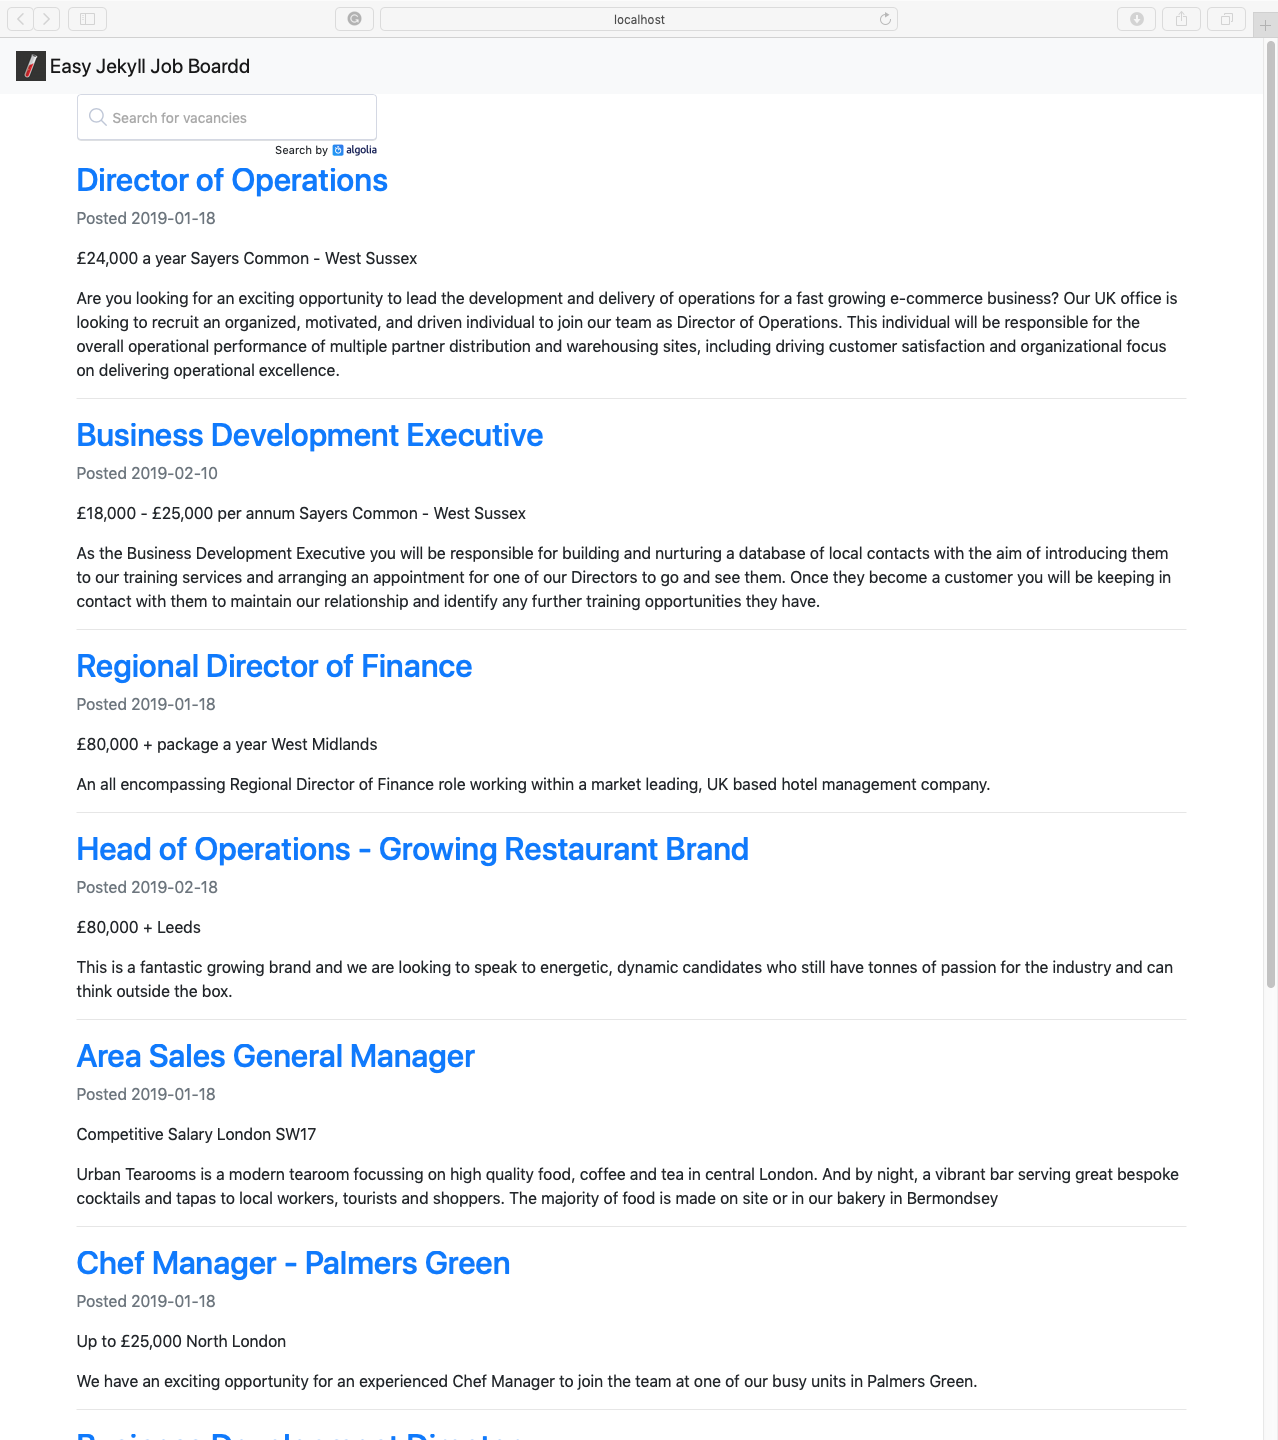 localhost
Easy Jekyll Job Boardd
Search for vacancies
Search by algolia
Director of Operations
Posted 2019-01-18
£24,000 a year Sayers Common - West Sussex
Are you looking for an exciting opportunity to lead the development and delivery of operations for a fast growing e-commerce business? Our UK office is
looking to recruit an organized, motivated, and driven individual to join our team as Director of Operations. This individual will be responsible for the
overall operational performance of multiple partner distribution and warehousing sites, including driving customer satisfaction and organizational focus
on delivering operational excellence.
Business Development Executive
Posted 2019-02-10
£18,000 - £25,000 per annum Sayers Common - West Sussex
As the Business Development Executive you will be responsible for building and nurturing a database of local contacts with the aim of introducing them
to our training services and arranging an appointment for one of our Directors to go and see them. Once they become a customer you will be keeping in
contact with them to maintain our relationship and identify any further training opportunities they have.
Regional Director of Finance
Posted 2019-01-18
£80,000 + package a year West Midlands
An all encompassing Regional Director of Finance role working within a market leading, UK based hotel management company.
Head of Operations - Growing Restaurant Brand
Posted 2019-02-18
£80,000 + Leeds
This is a fantastic growing brand and we are looking to speak to energetic, dynamic candidates who still have tonnes of passion for the industry and can
think outside the box.
Area Sales General Manager
Posted 2019-01-18
Competitive Salary London SW17
Urban Tearooms is a modern tearoom focussing on high quality food, coffee and tea in central London. And by night, a vibrant bar serving great bespoke
cocktails and tapas to local workers, tourists and shoppers. The majority of food is made on site or in our bakery in Bermondsey
Chef Manager - Palmers Green
Posted 2019-01-18
Up to £25,000 North London
We have an exciting opportunity for an experienced Chef Manager to join the team at one of our busy units in Palmers Green.
Business Development Director